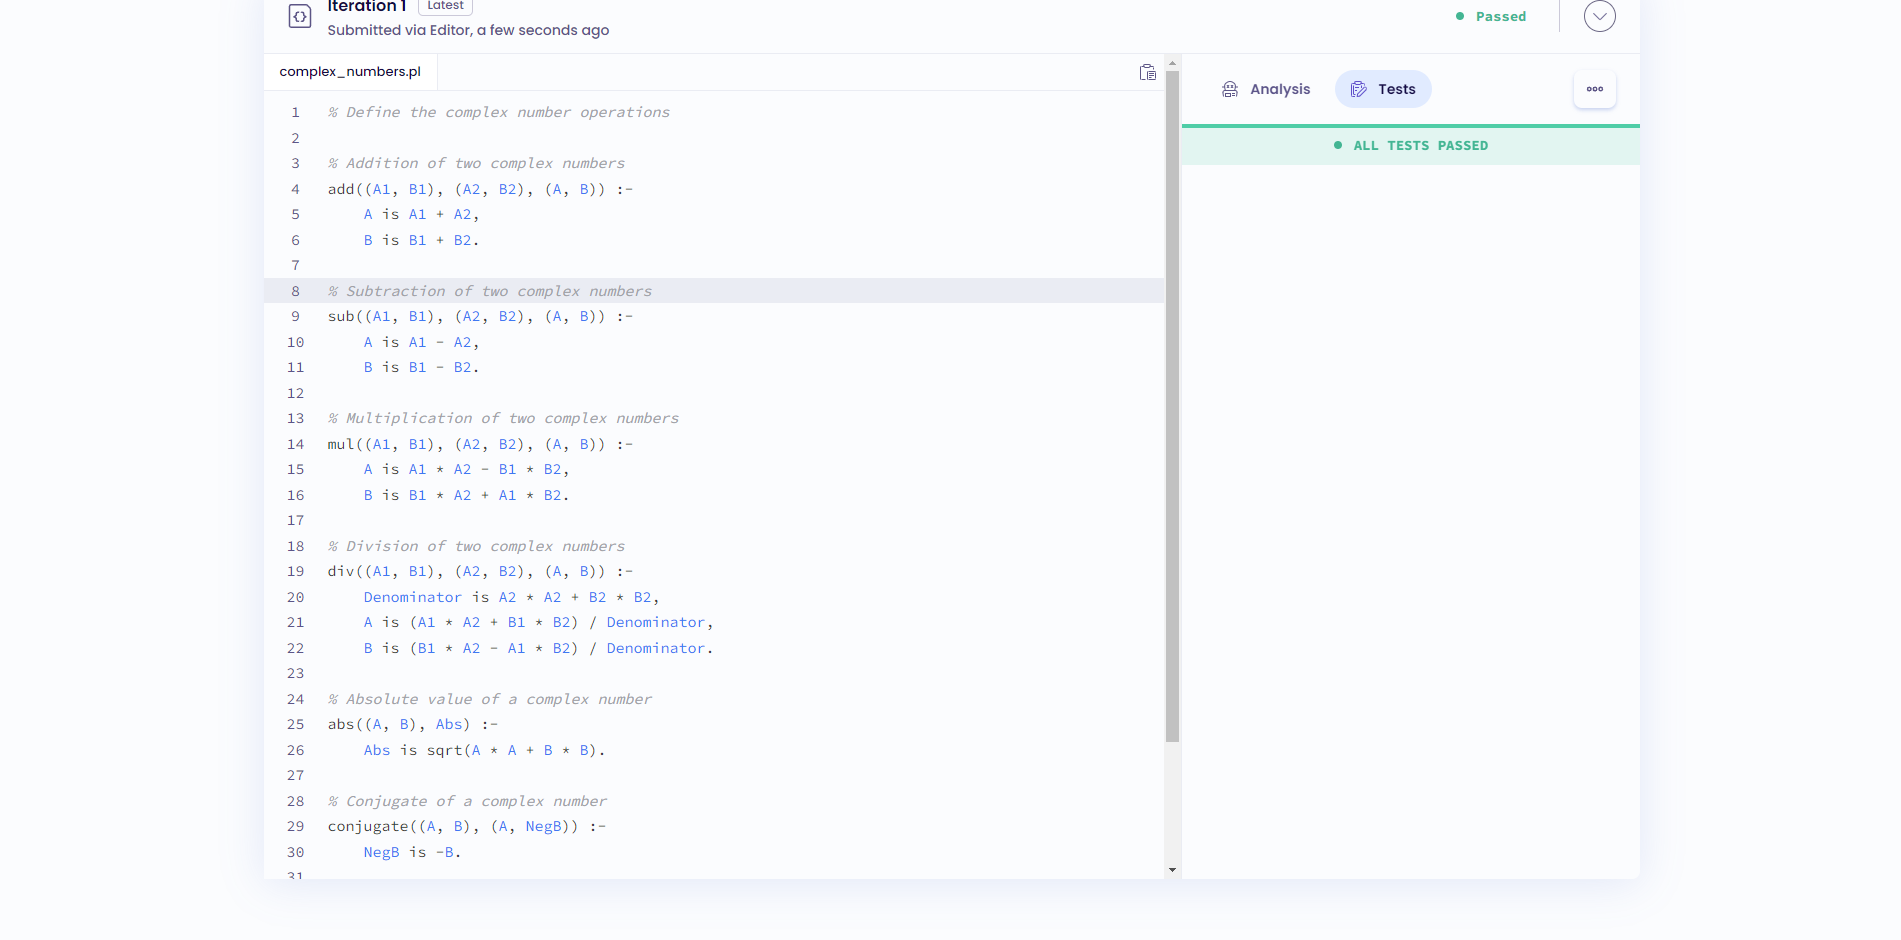 Iteration 1 Latest
Submitted via Editor, a few seconds ago
Passed
complex_numbers.pl
1 % Define the complex number operations
2
3 % Addition of two complex numbers
4 add((A1, B1), (A2, B2), (A, B)) :-
5     A is A1 + A2,
6     B is B1 + B2.
7
8 % Subtraction of two complex numbers
9 sub((A1, B1), (A2, B2), (A, B)) :-
10     A is A1 - A2,
11     B is B1 - B2.
12
13 % Multiplication of two complex numbers
14 mul((A1, B1), (A2, B2), (A, B)) :-
15     A is A1 * A2 - B1 * B2,
16     B is B1 * A2 + A1 * B2.
17
18 % Division of two complex numbers
19 div((A1, B1), (A2, B2), (A, B)) :-
20     Denominator is A2 * A2 + B2 * B2,
21     A is (A1 * A2 + B1 * B2) / Denominator,
22     B is (B1 * A2 - A1 * B2) / Denominator.
23
24 % Absolute value of a complex number
25 abs((A, B), Abs) :-
26     Abs is sqrt(A * A + B * B).
27
28 % Conjugate of a complex number
29 conjugate((A, B), (A, NegB)) :-
30     NegB is -B.
31
Analysis
Tests
ALL TESTS PASSED